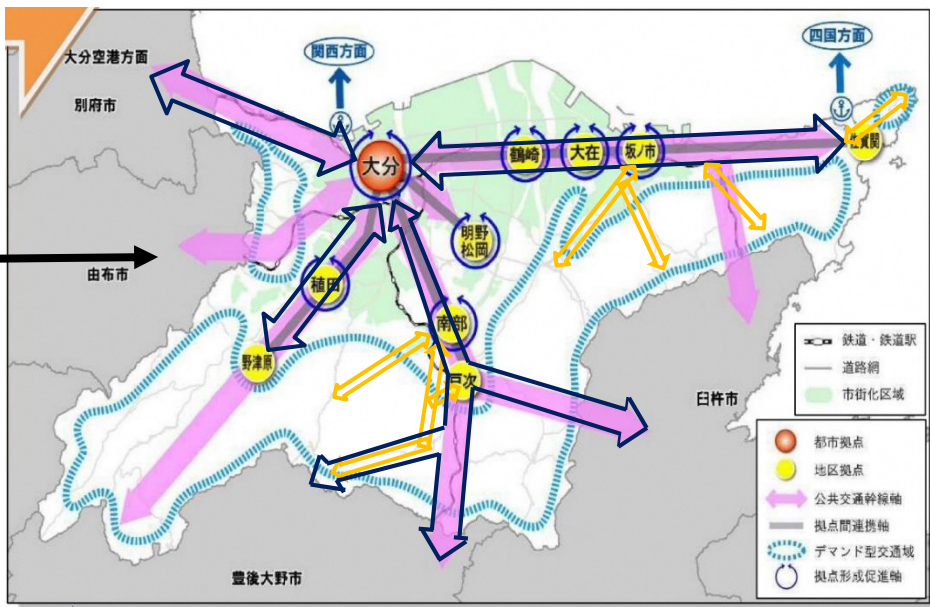 大分空港方面
関西方面
四国方面
別府市
大分
鶴崎
大在
坂ノ市
佐賀関
明野
松岡
由布市
植田
南部
野津原
戸次
臼杵市
豊後大野市
鉄道・鉄道駅
道路網
市街化区域
都市拠点
地区拠点
公共交通幹線軸
拠点間連携軸
デマンド型交通域
拠点形成促進軸